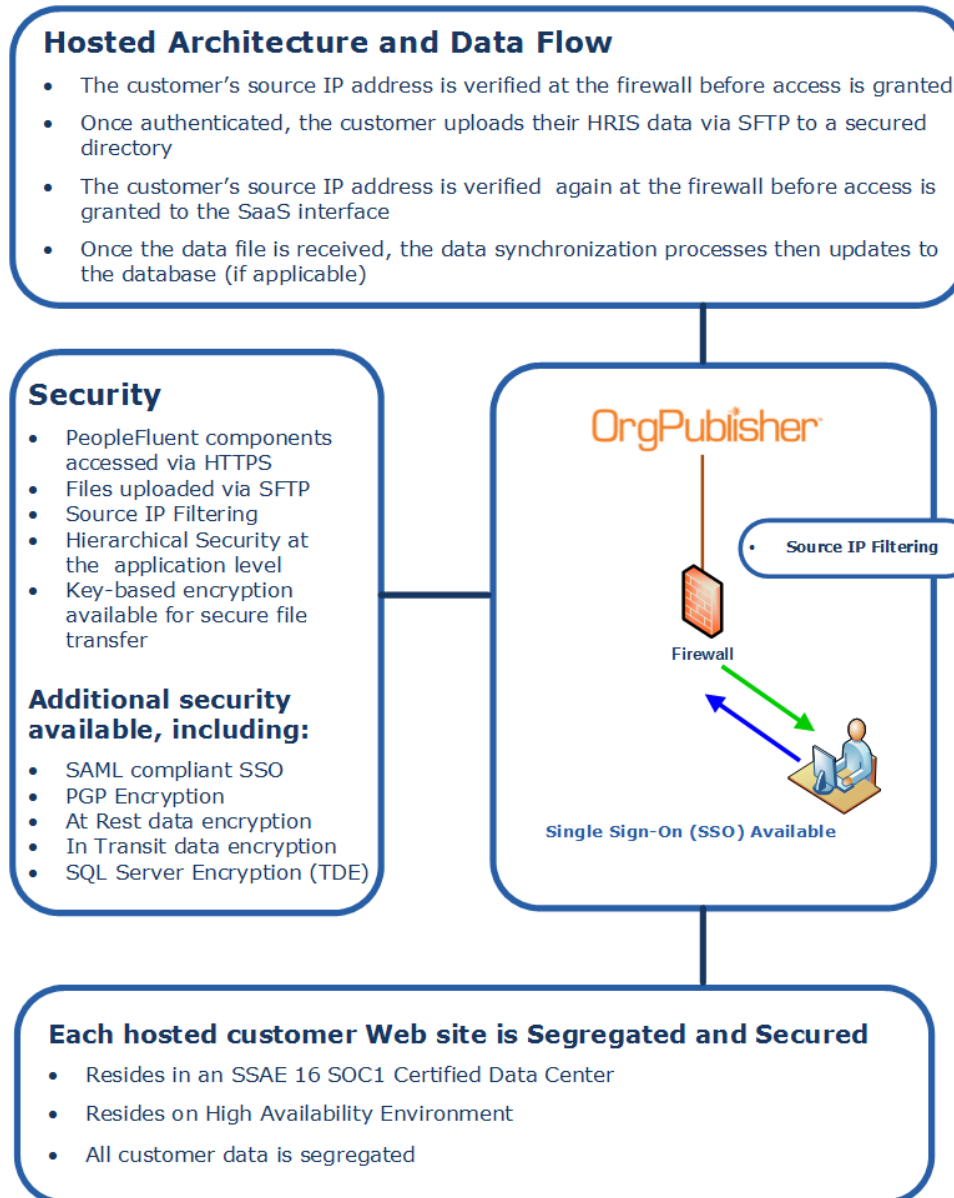 Hosted Architecture and Data Flow
• The customer's source IP address is verified at the firewall before access is granted
• Once authenticated, the customer uploads their HRIS data via SFTP to a secured
directory
• The customer's source IP address is verified  again at the firewall before access is
granted to the SaaS interface
• Once the data file is received, the data synchronization processes then updates to
the database (if applicable)
Security
• PeopleFluent components
accessed via HTTPS
• Files uploaded via SFTP
• Source IP Filtering
• Hierarchical Security at
the  application level
• Key-based encryption
available for secure file
transfer
Additional security
available, including:
• SAML compliant SSO
• PGP Encryption
• At Rest data encryption
• In Transit data encryption
• SQL Server Encryption (TDE)
OrgPublisher™
• Source IP Filtering
Firewall
Single Sign-On (SSO) Available
Each hosted customer Web site is Segregated and Secured
• Resides in an SSAE 16 SOC1 Certified Data Center
• Resides on High Availability Environment
• All customer data is segregated